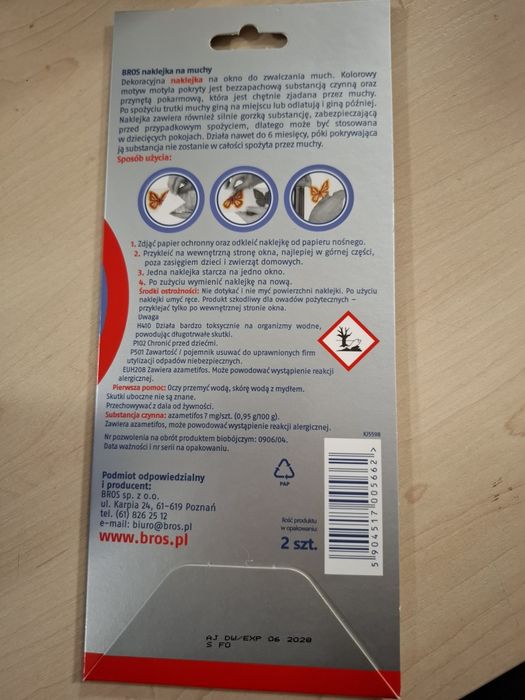 BROS naklejka na muchy
Dekoracyjna naklejka na okno do zwalczania much. Kolorowy
motyw motyla pokryty jest bezzapachową substancją czynną oraz
przynętą pokarmową, która jest chętnie zjadana przez muchy.
Po spożyciu trutki muchy giną na miejscu lub odlatują i giną później.
Naklejka zawiera również silnie gorzką substancję, zabezpieczającą
przed przypadkowym spożyciem, dlatego może być stosowana
w dziecięcych pokojach. Działa nawet do 6 miesięcy, póki pokrywająca
ją substancja nie zostanie w całości spożyta przez muchy.
Sposób użycia:
1. Zdjąć papier ochronny oraz odkleić naklejkę od papieru nośnego.
2. Przykleić na wewnętrzną stronę okna, najlepiej w górnej części,
poza zasięgiem dzieci i zwierząt domowych.
3. Jedna naklejka starcza na jedno okno.
4. Po zużyciu wymienić naklejkę na nową.
Środki ostrożności: Nie dotykać i nie myć powierzchni naklejki. Po użyciu
naklejki umyć ręce. Produkt szkodliwy dla owadów pożytecznych –
przyklejać tylko po wewnętrznej stronie okna.
Uwaga
H410 Działa bardzo toksycznie na organizmy wodne,
powodując długotrwałe skutki.
P102 Chronić przed dziećmi.
P501 Zawartość / pojemnik usuwać do uprawnionych firm
utylizacji odpadów niebezpiecznych.
EUH208 Zawiera azametifos. Może powodować wystąpienie reakcji
alergicznej.
Pierwsza pomoc: Oczy przemyć wodą, skórę wodą z mydłem.
Skutki uboczne nie są znane.
Przechowywać z dala od żywności.
Substancja czynna: azametifos 7 mg/szt. (0,95 g/100 g).
Zawiera azametifos, może powodować wystąpienie reakcji alergicznej.
Nr pozwolenia na obrót produktem biobójczym: 0906/04.
Data ważności i nr serii na opakowaniu.
KJ559B
Podmiot odpowiedzialny
i producent:
BROS sp. z o.o.
ul. Karpia 24, 61-619 Poznań
tel. (61) 826 25 12
e-mail: biuro@bros.pl
www.bros.pl
PAP
Ilość produktu
w opakowaniu:
2 szt.
5 904517 005662 >
AJ DW/EXP 06 2028
S FO